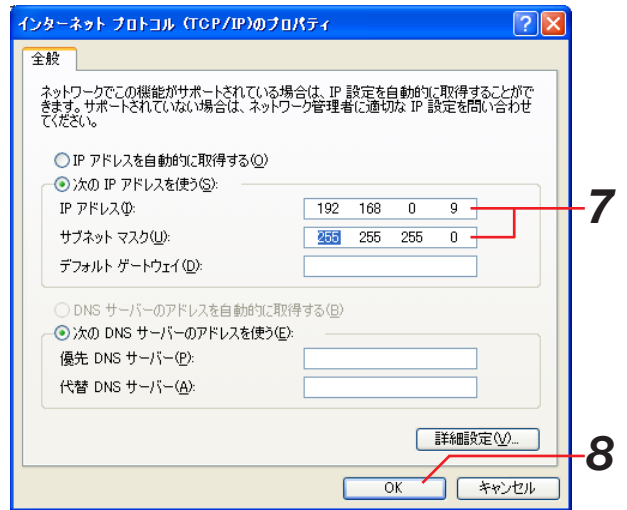 インターネット プロトコル (TCP/IP)のプロパティ
全般
ネットワークでこの機能がサポートされている場合は、IP 設定を自動的に取得することがで
きます。サポートされていない場合は、ネットワーク管理者に適切な IP 設定を問い合わせ
てください。
IP アドレスを自動的に取得する(O)
次の IP アドレスを使う(S):
IP アドレス(I): 192 168 0 9
7
サブネット マスク(U): 255 255 255 0
デフォルト ゲートウェイ(D):
DNS サーバーのアドレスを自動的に取得する(B)
次の DNS サーバーのアドレスを使う(E):
優先 DNS サーバー(P):
代替 DNS サーバー(A):
詳細設定(V)...
8
OK キャンセル